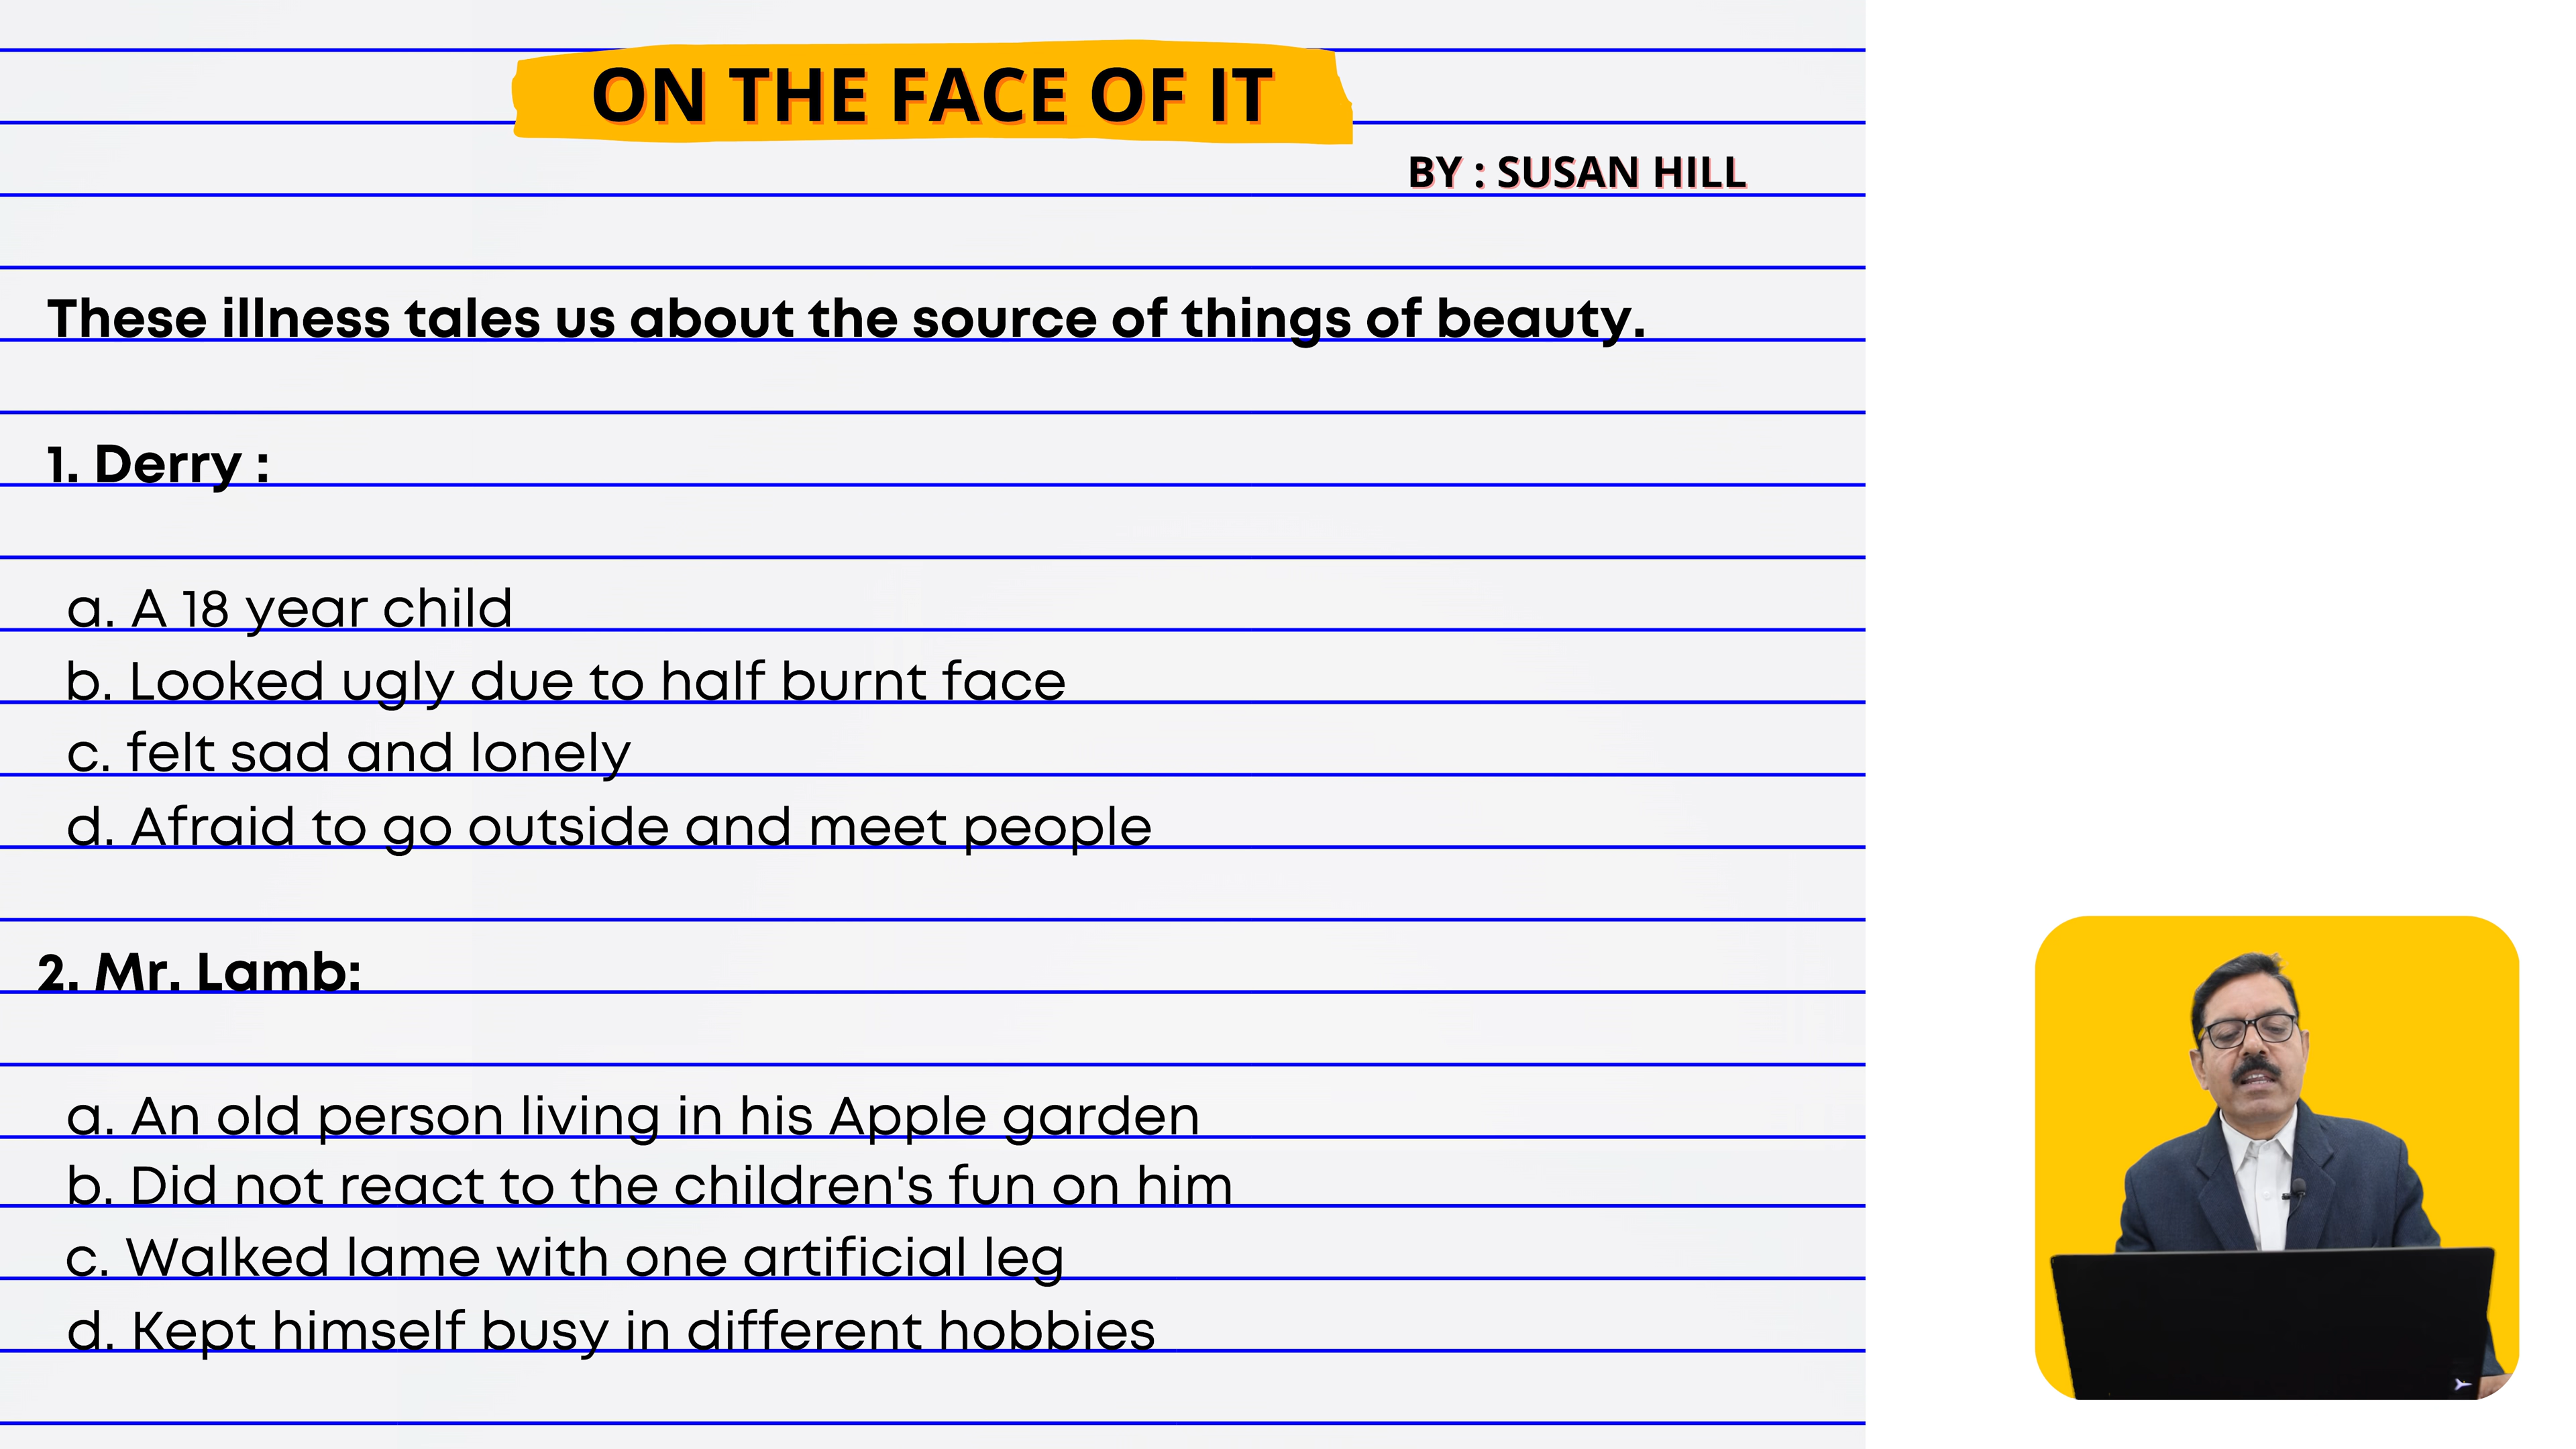 ON THE FACE OF IT
BY : SUSAN HILL
These illness tales us about the source of things of beauty.
1. Derry :
a. A 18 year child
b. Looked ugly due to half burnt face
c. felt sad and lonely
d. Afraid to go outside and meet people
2. Mr. Lamb:
a. An old person living in his Apple garden
b. Did not react to the children's fun on him
c. Walked lame with one artificial leg
d. Kept himself busy in different hobbies